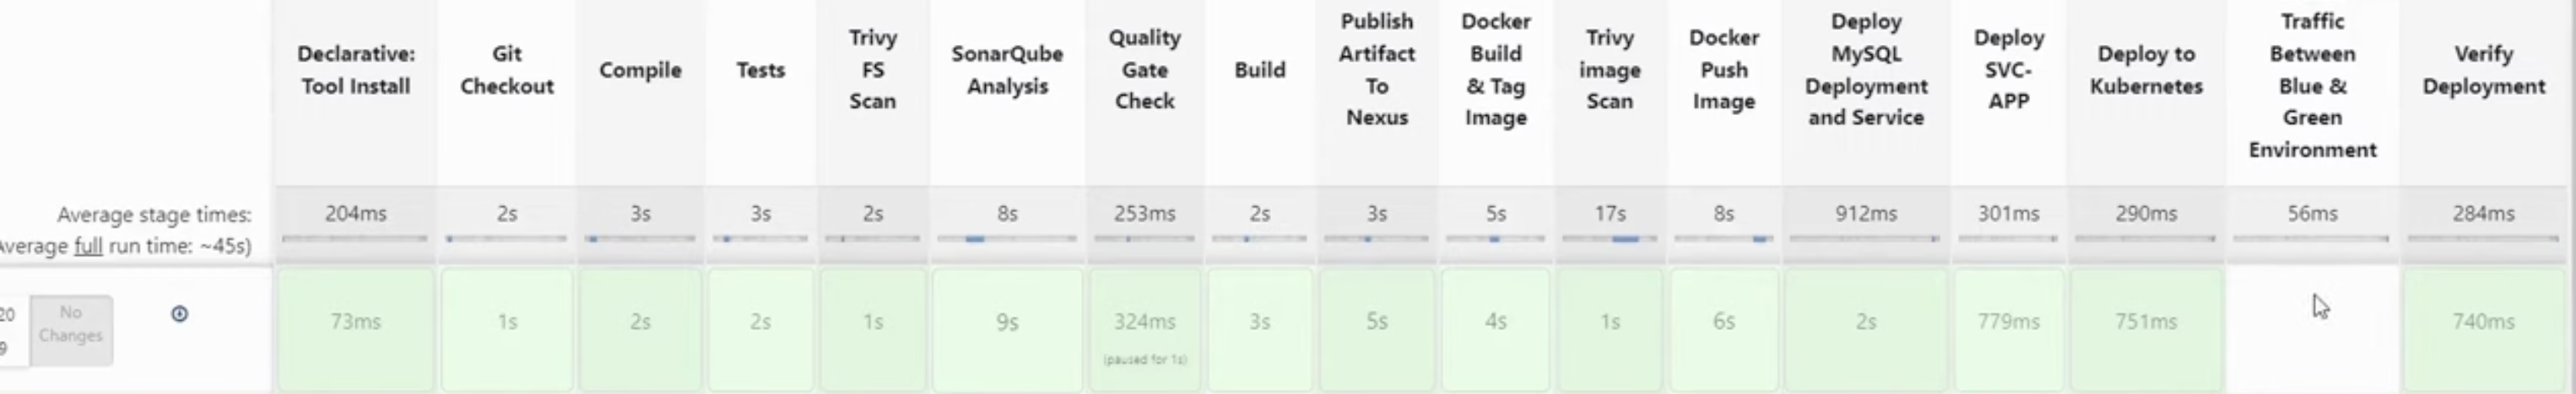 Declarative:
Tool Install
Git
Checkout
Compile
Tests
Trivy
FS
Scan
SonarQube
Analysis
Quality
Gate
Check
Build
Publish
Artifact
To
Nexus
Docker
Build
& Tag
Image
Trivy
image
Scan
Docker
Push
Image
Deploy
MySQL
Deployment
and Service
Deploy
SVC-
APP
Deploy to
Kubernetes
Traffic
Between
Blue &
Green
Environment
Verify
Deployment
Average stage times:
Average full run time: ~45s)
204ms
2s
3s
3s
2s
8s
253ms
2s
3s
5s
17s
8s
912ms
301ms
290ms
56ms
284ms
20
9
No
Changes
73ms
1s
2s
2s
1s
9s
324ms
(paused for 1s)
3s
5s
4s
1s
6s
2s
779ms
751ms
740ms